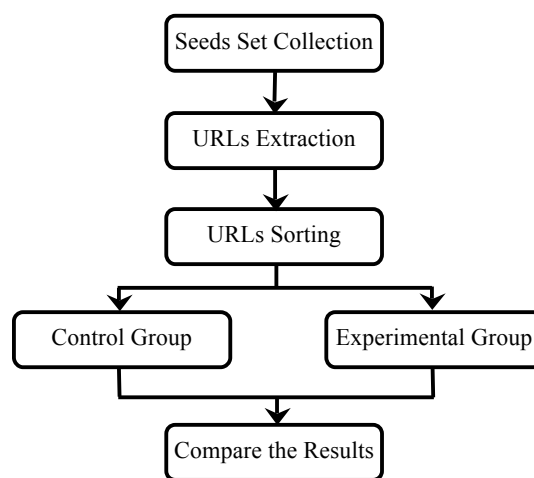 Seeds Set Collection
URLs Extraction
URLs Sorting
Control Group
Experimental Group
Compare the Results